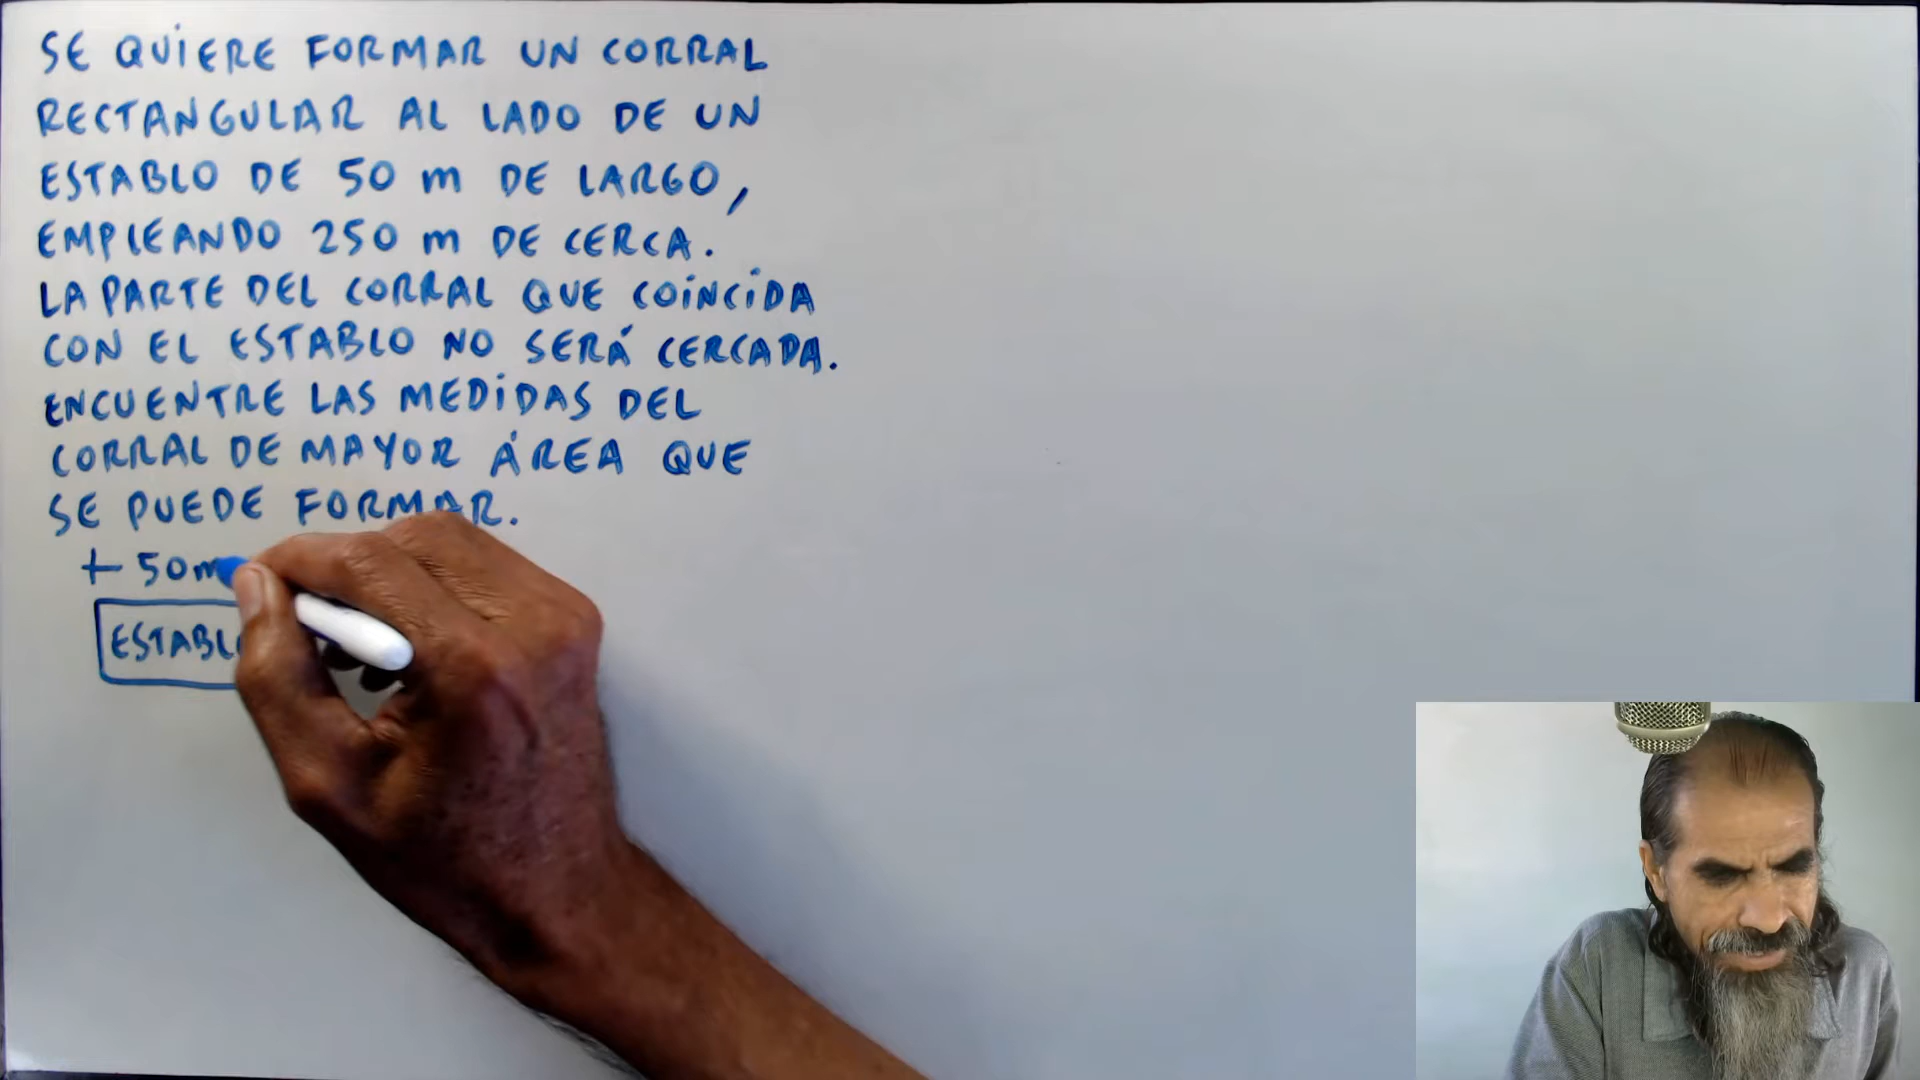 SE QUIERE FORMAR UN CORRAL
RECTANGULAR AL LADO DE UN
ESTABLO DE 50 m DE LARGO,
EMPLEANDO 250 m DE CERCA.
LA PARTE DEL CORRAL QUE COINCIDA
CON EL ESTABLO NO SERÁ CERCADA.
ENCUENTRE LAS MEDIDAS DEL
CORRAL DE MAYOR ÁREA QUE
SE PUEDE FORMAR.
50m